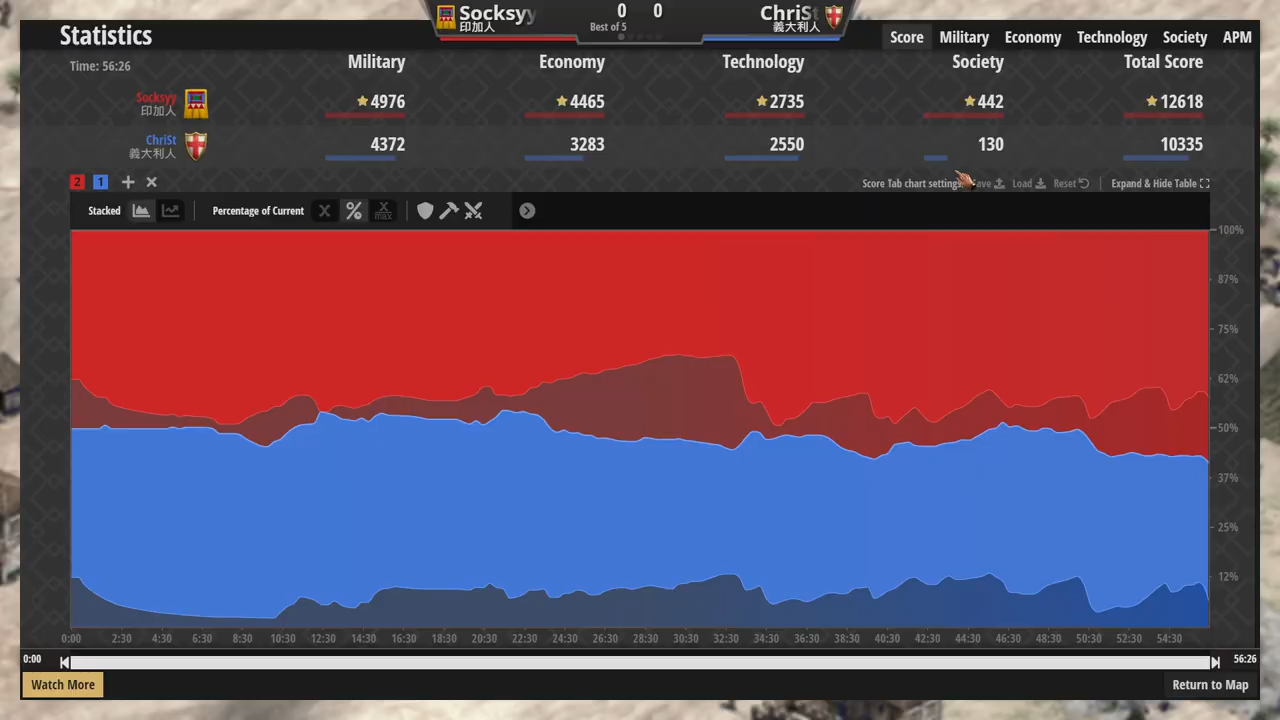 Socksyy
印加人
0 0
Best of 5
ChriSt
義大利人
Statistics
Score Military Economy Technology Society APM
Time: 56:26
Military Economy Technology Society Total Score
Socksyy
印加人
4976 4465 2735 442 12618
ChriSt
義大利人
4372 3283 2550 130 10335
2 1
Score Tab chart settings Load Reset Expand & Hide Table
Stacked Percentage of Current X % X/max
100%
87%
75%
62%
50%
37%
25%
12%
0:00 2:30 4:30 6:30 8:30 10:30 12:30 14:30 16:30 18:30 20:30 22:30 24:30 26:30 28:30 30:30 32:30 34:30 36:30 38:30 40:30 42:30 44:30 46:30 48:30 50:30 52:30 54:30
0:00 56:26
Watch More Return to Map